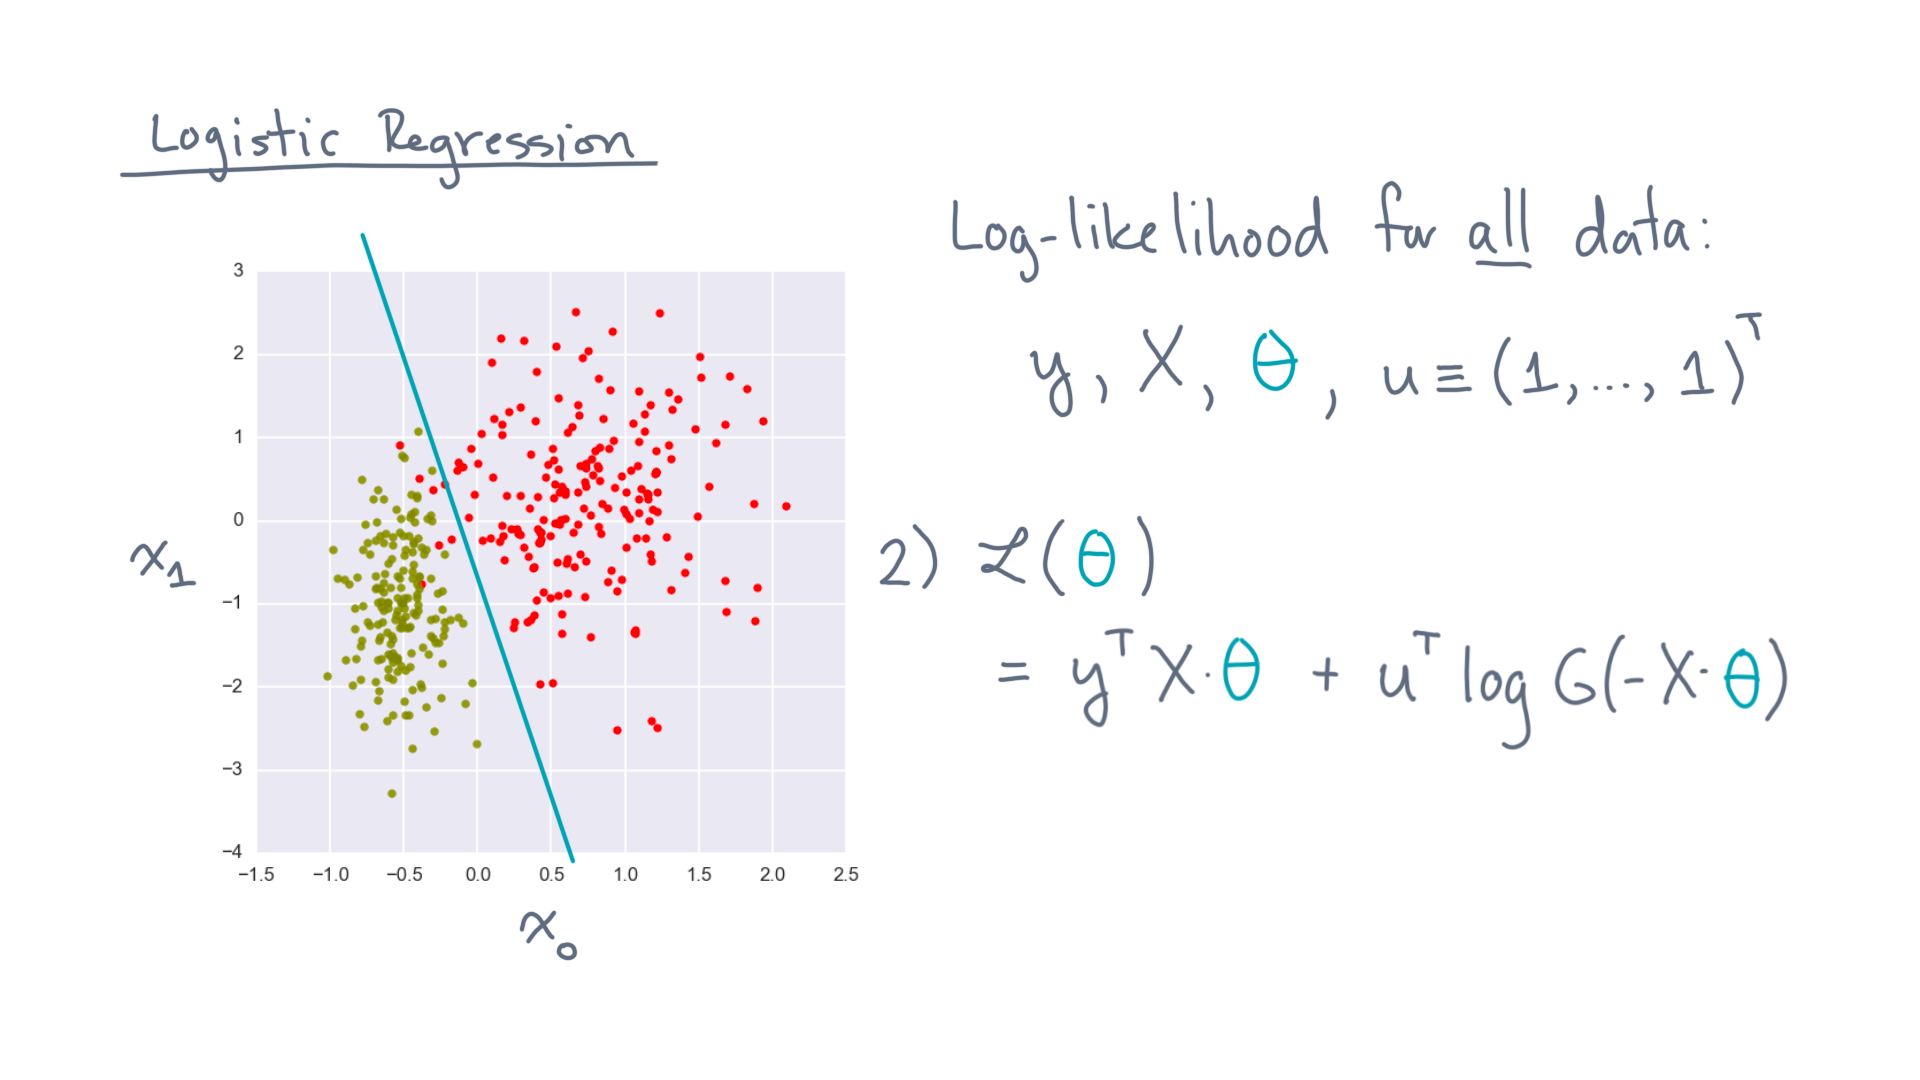 Logistic Regression
3
2
1
0
−1
−2
−3
−4
−1.5 −1.0 −0.5 0.0 0.5 1.0 1.5 2.0 2.5
x₁
x₀
Log-likelihood for all data:
y, X, θ, u ≡ (1, ..., 1)ᵀ
2) ℒ(θ)
= yᵀ X · θ + uᵀ log G(-X · θ)